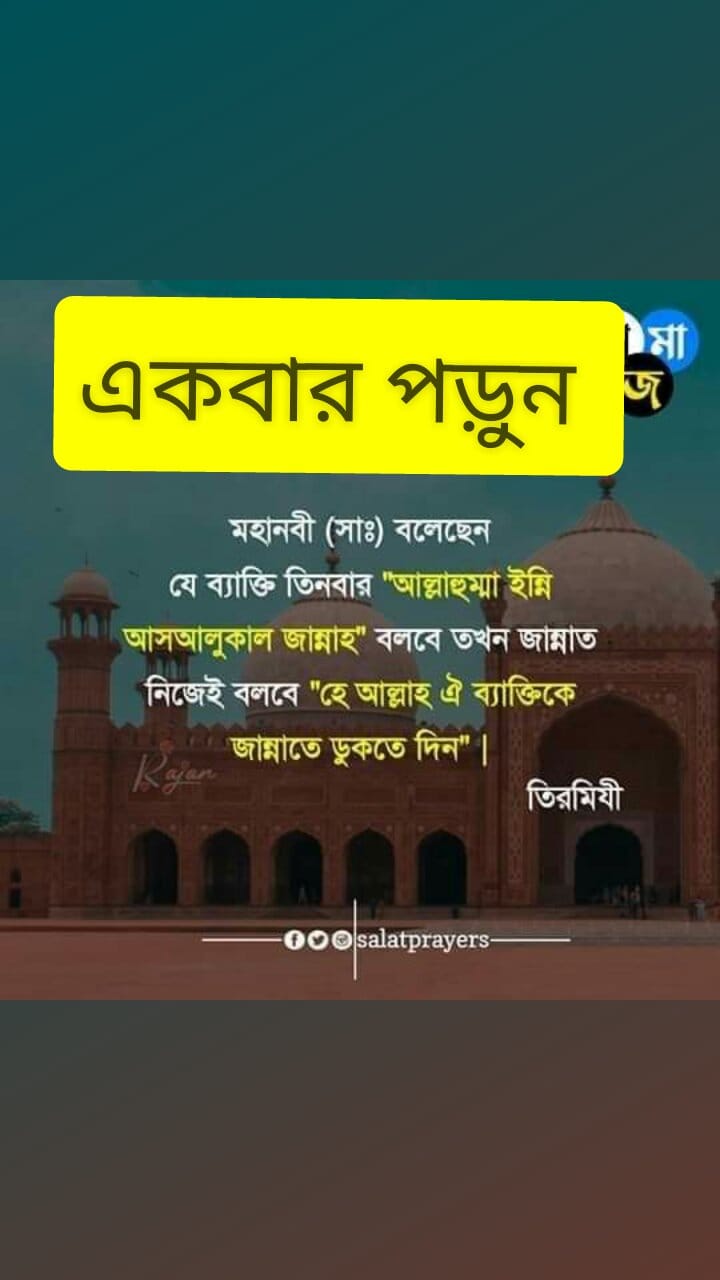 একবার পড়ুন
মা
জ
মহানবী (সাঃ) বলেছেন
যে ব্যাক্তি তিনবার "আল্লাহুম্মা ইন্নি
আসআলুকাল জান্নাহ" বলবে তখন জান্নাত
নিজেই বলবে "হে আল্লাহ ঐ ব্যাক্তিকে
জান্নাতে ডুকতে দিন" |
Rajan
তিরমিযী
salatprayers